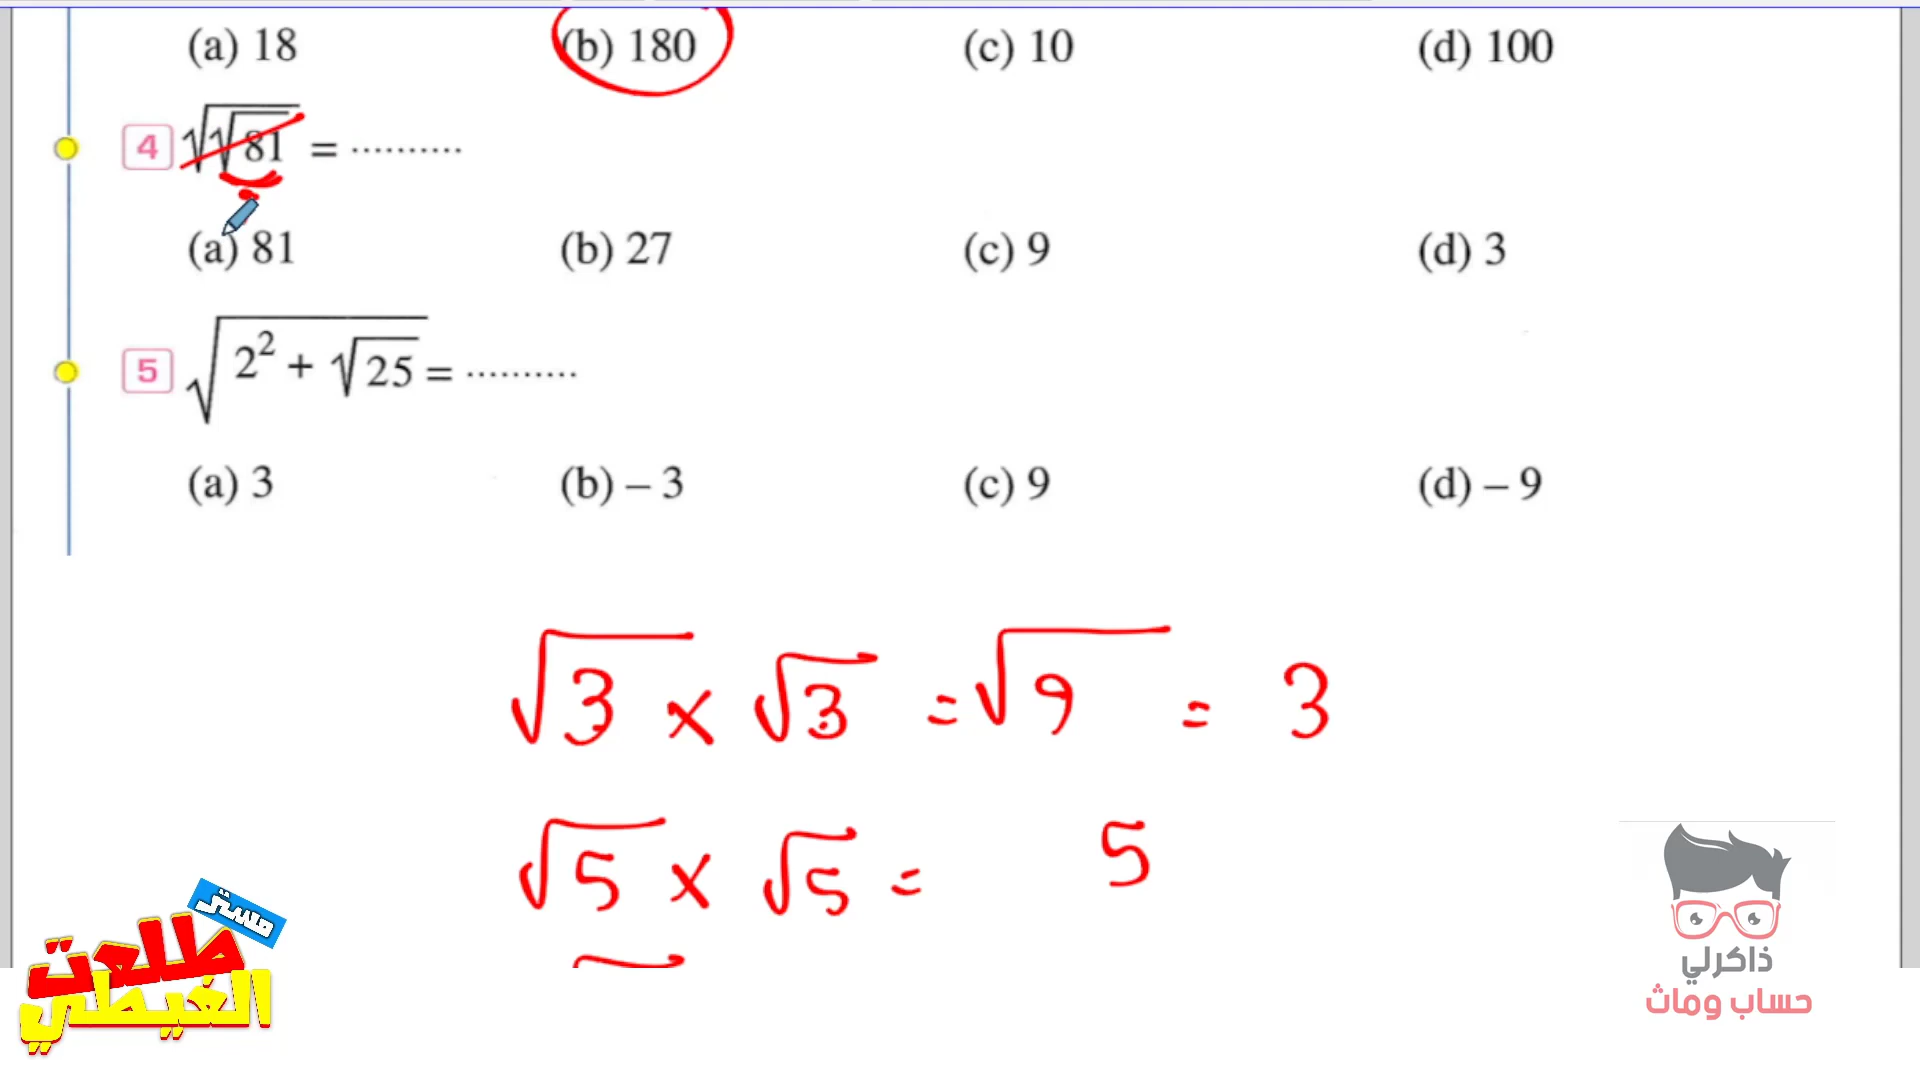 (a) 18 (b) 180 (c) 10 (d) 100
4 √√81 = ..........
(a) 81 (b) 27 (c) 9 (d) 3
5 √2² + √25 = ..........
(a) 3 (b) – 3 (c) 9 (d) – 9
√3 × √3 = √9 = 3
√5 × √5 = 5
مستر
طلعت
الغيطي
ذاكرلي
حساب وماث